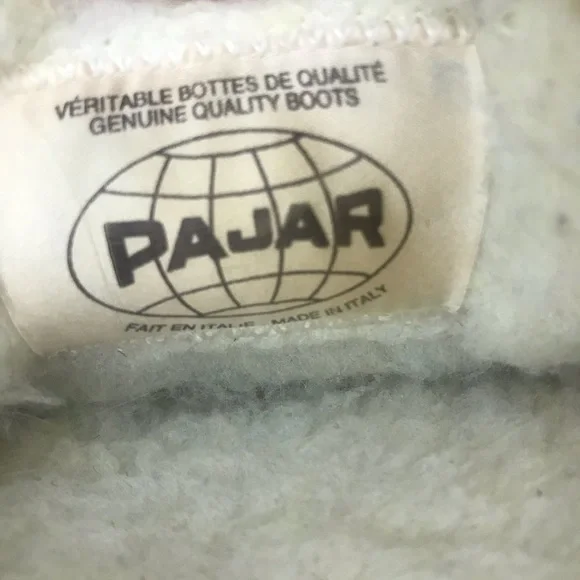 VÉRITABLE BOTTES DE QUALITÉ
GENUINE QUALITY BOOTS
PAJAR
FAIT EN ITALIE MADE IN ITALY